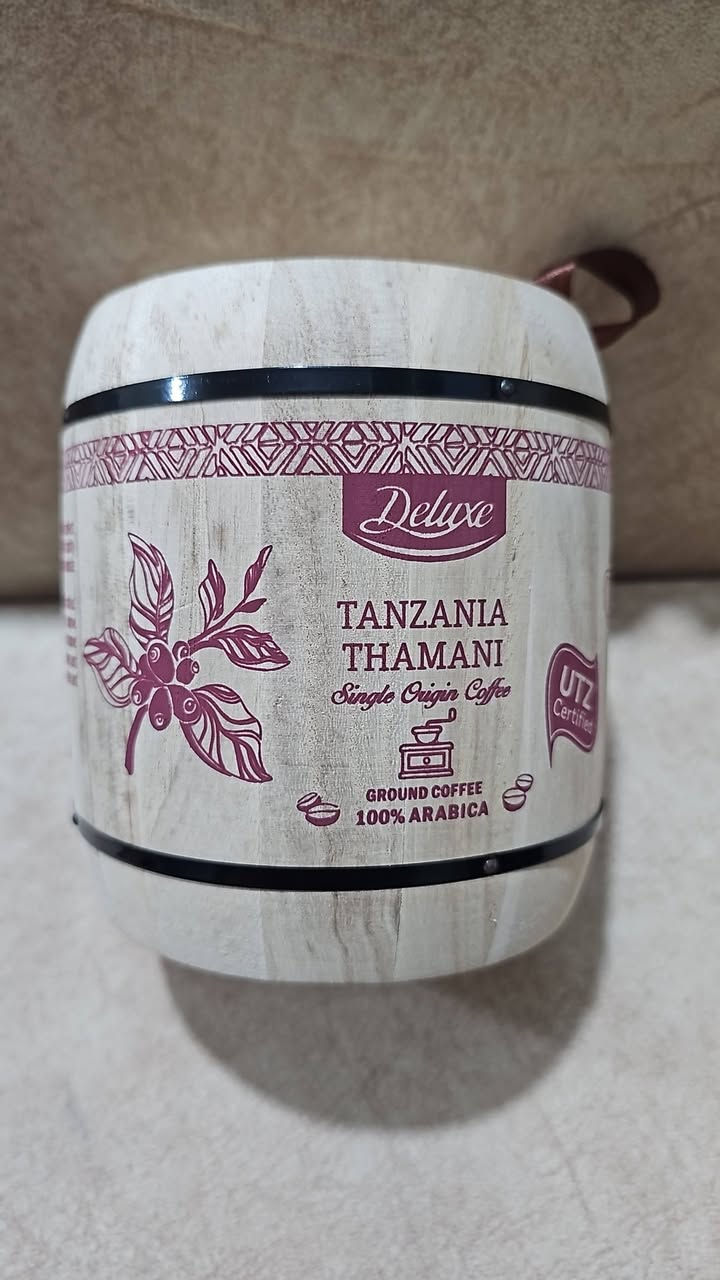 Deluxe
TANZANIA
THAMANI
Single Origin Coffee
UTZ
Certified
GROUND COFFEE
100% ARABICA